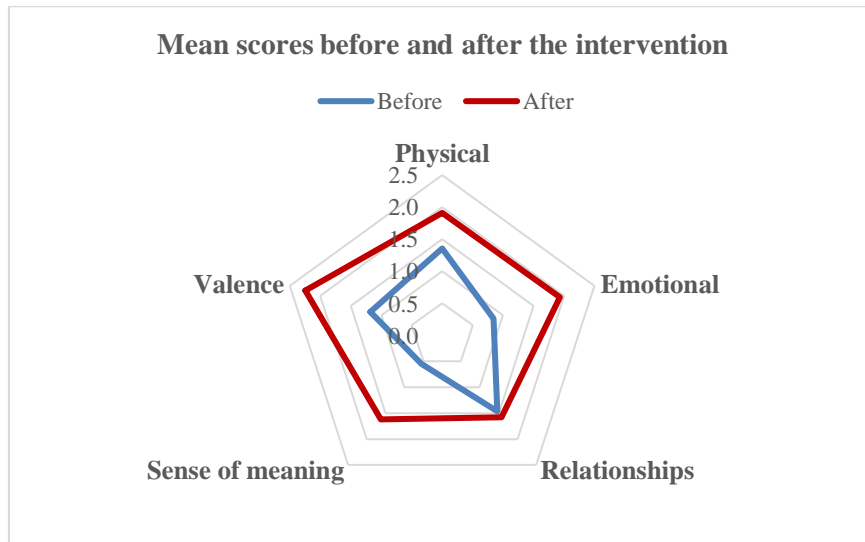 Mean scores before and after the intervention
Before After
Physical
2.5
2.0
1.5
1.0
0.5
0.0
Valence
Emotional
Sense of meaning
Relationships